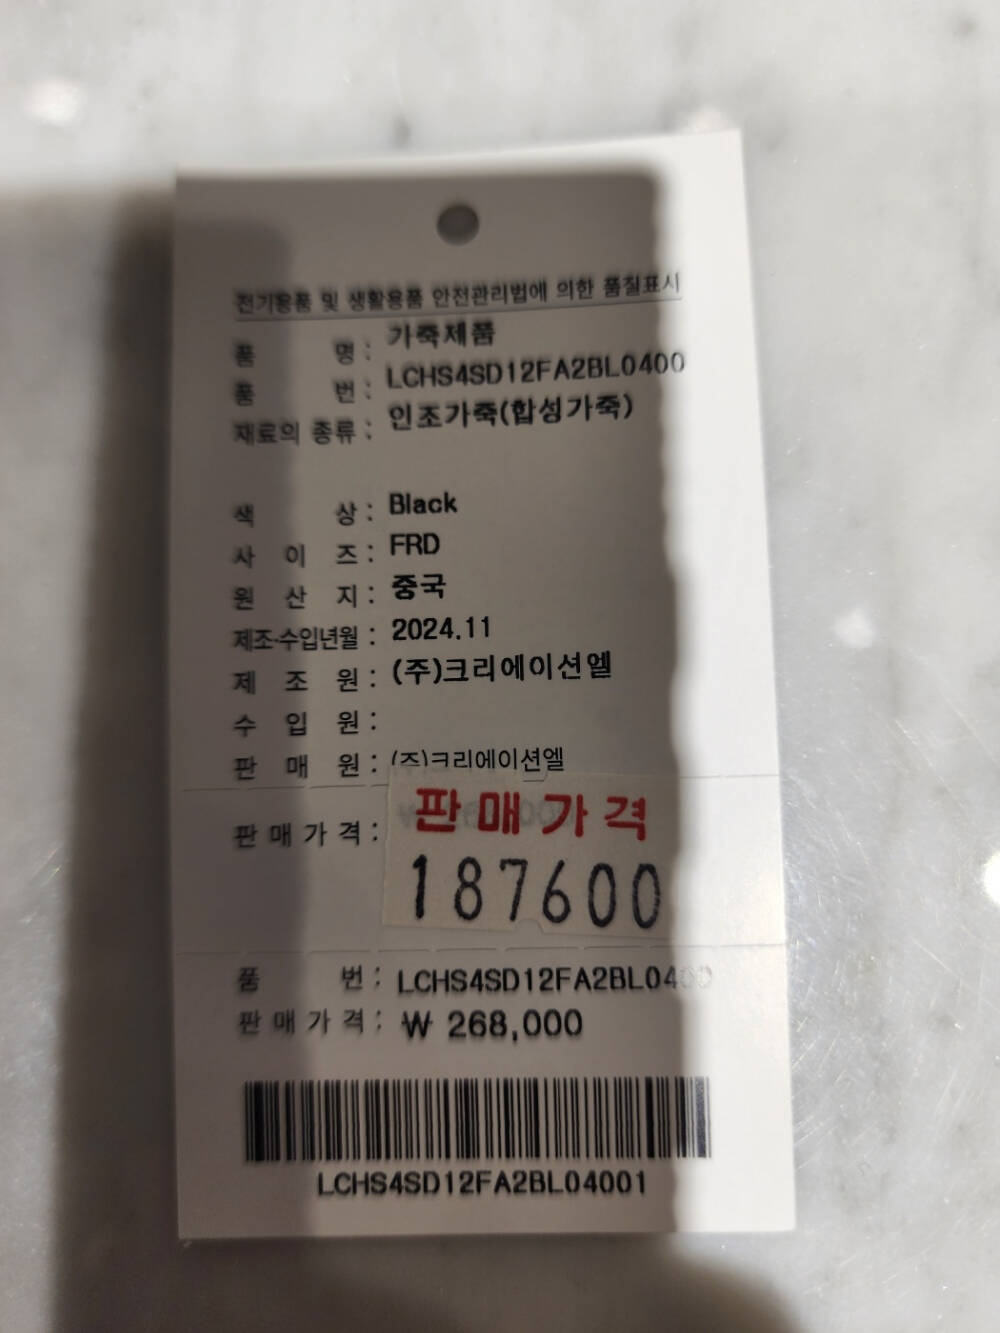 전기용품 및 생활용품 안전관리법에 의한 품질표시
품 명 : 가죽제품
품 번 : LCHS4SD12FA2BL0400
재료의 종류 : 인조가죽(합성가죽)
색 상 : Black
사 이 즈 : FRD
원 산 지 : 중국
제조·수입년월 : 2024.11
제 조 원 : (주)크리에이션엘
수 입 원 :
판 매 원 : (주)크리에이션엘
판 매 가 격 : 판매가격
187600
품 번 : LCHS4SD12FA2BL0400
판 매 가 격 : ₩ 268,000
LCHS4SD12FA2BL04001